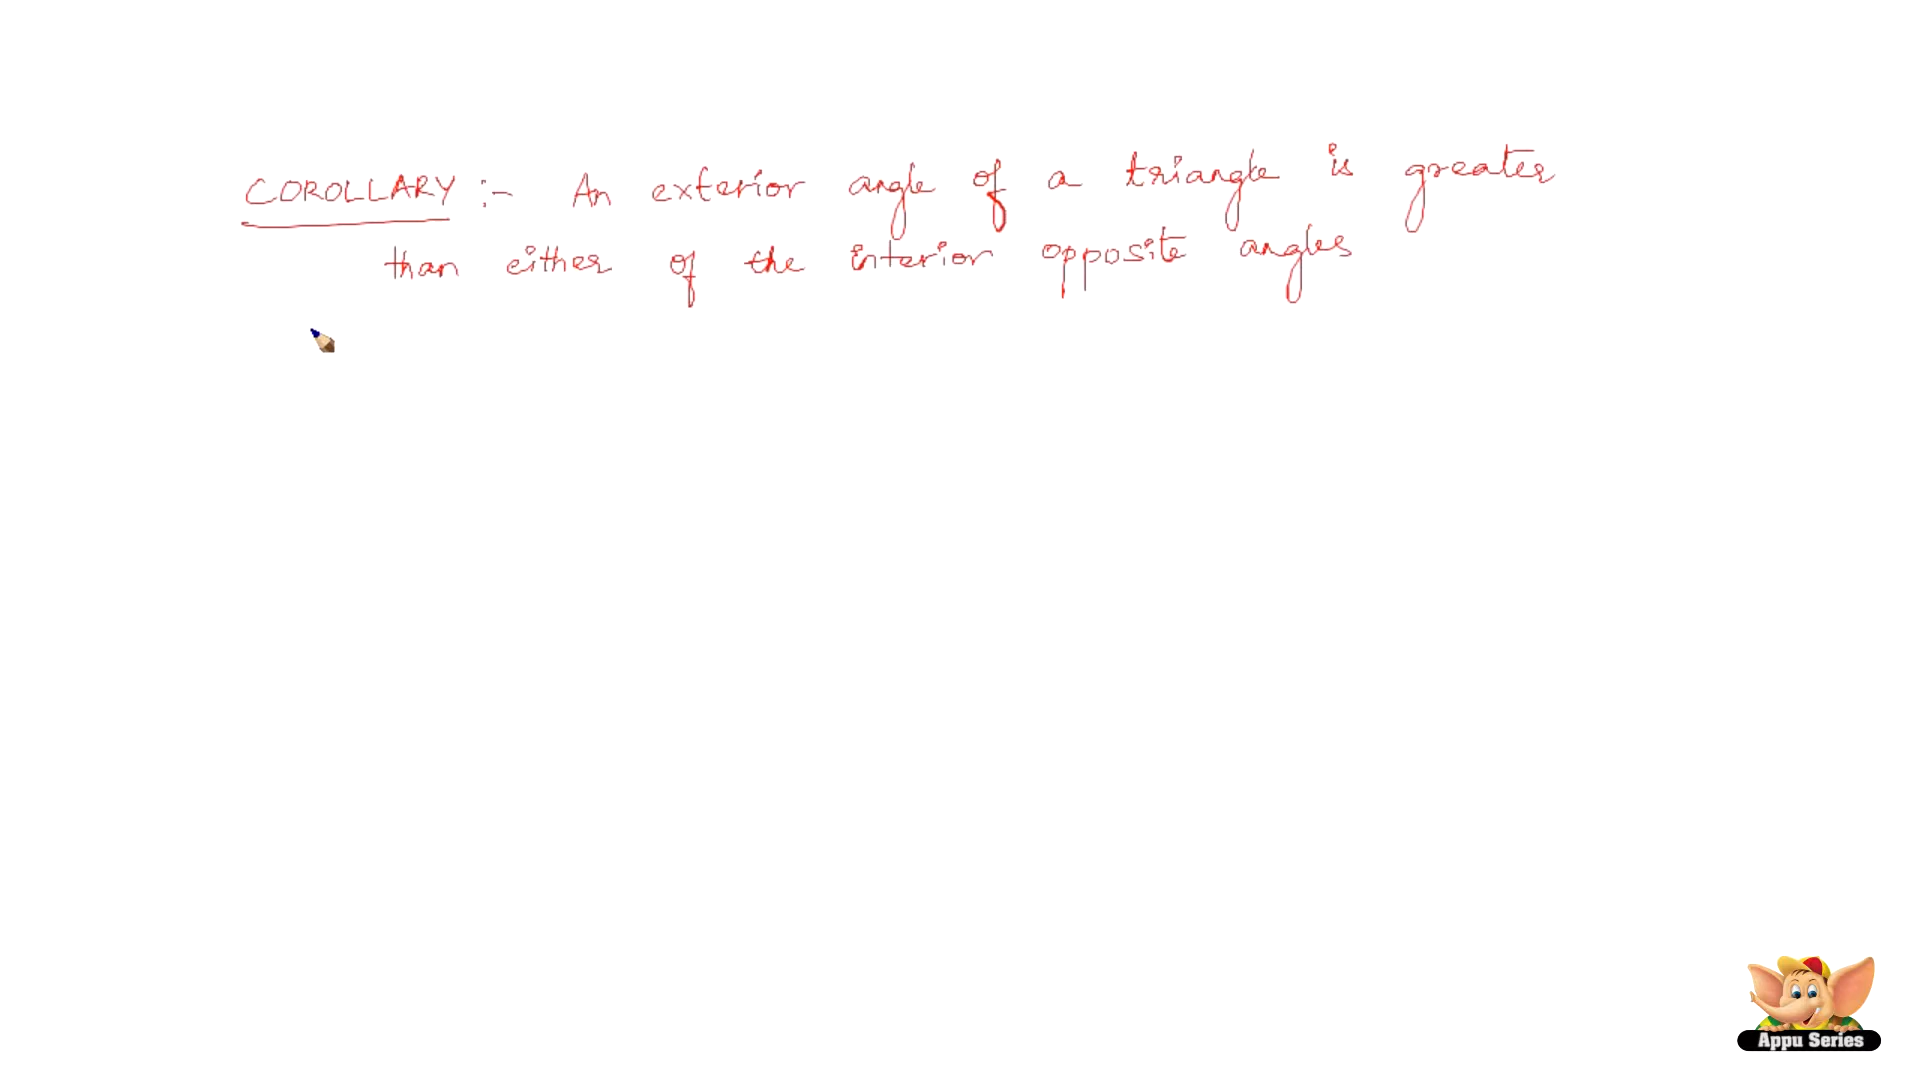 COROLLARY :- An exterior angle of a triangle is greater
than either of the interior opposite angles
Appu Series